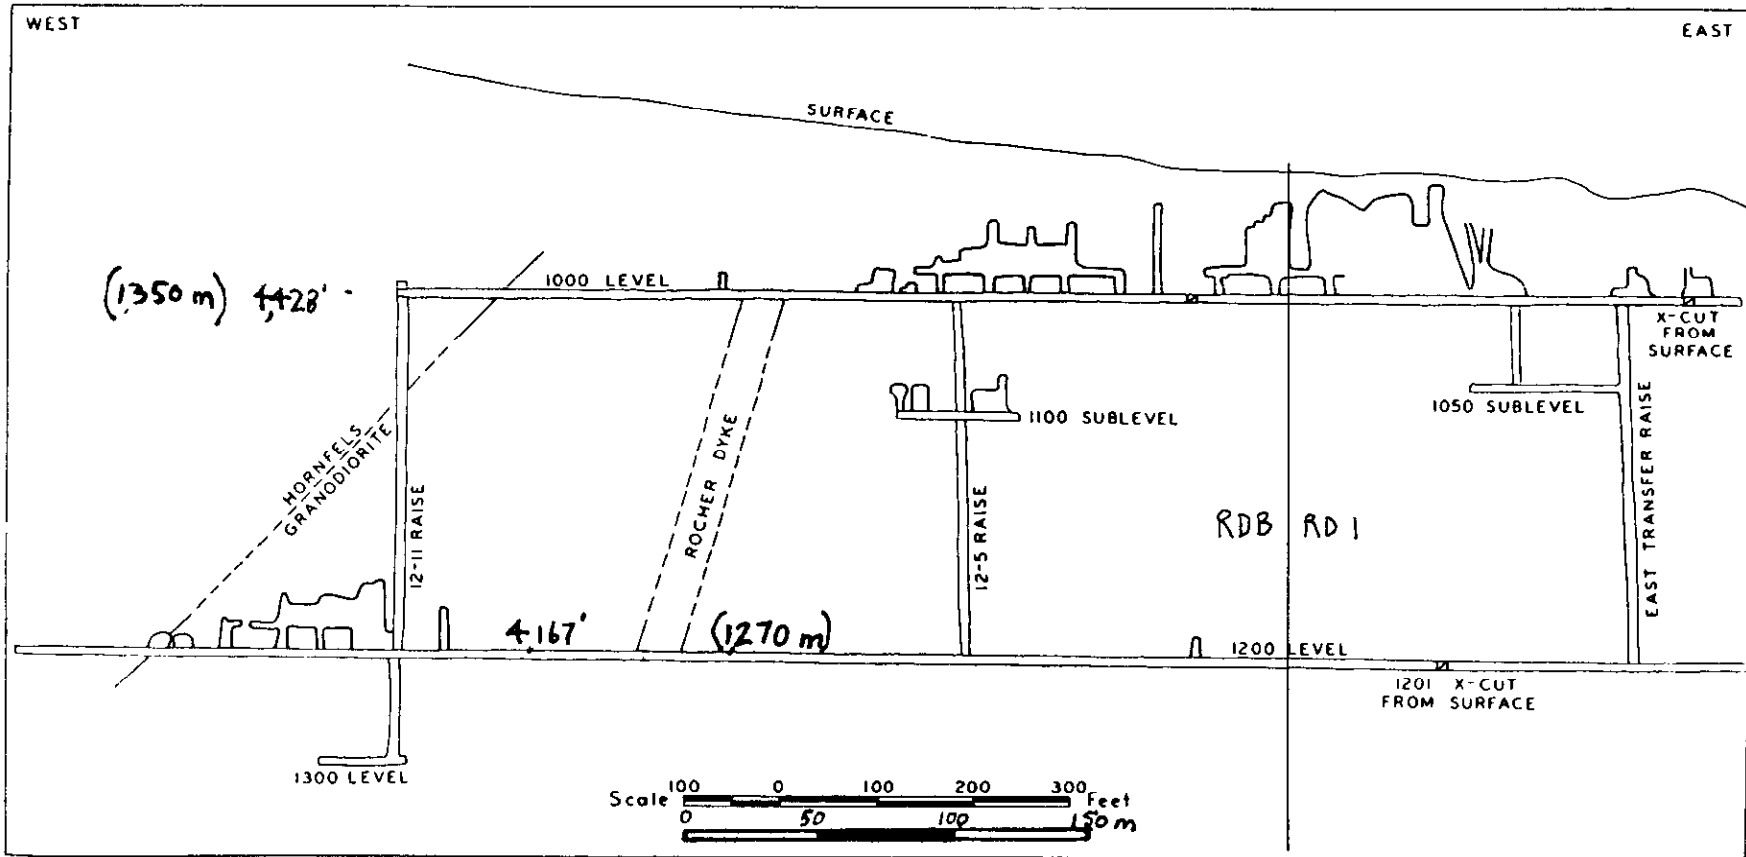 WEST
EAST
SURFACE
(1,350 m) 4,428'
1000 LEVEL
X-CUT
FROM
SURFACE
1050 SUBLEVEL
1100 SUBLEVEL
HORNFELS
GRANODIORITE
12-11 RAISE
ROCHER DYKE
12-5 RAISE
RDB RD1
EAST TRANSFER RAISE
4,167' (1270 m)
1200 LEVEL
1201 X-CUT
FROM SURFACE
1300 LEVEL
Scale 100 0 100 200 300 Feet
0 50 100 150 m